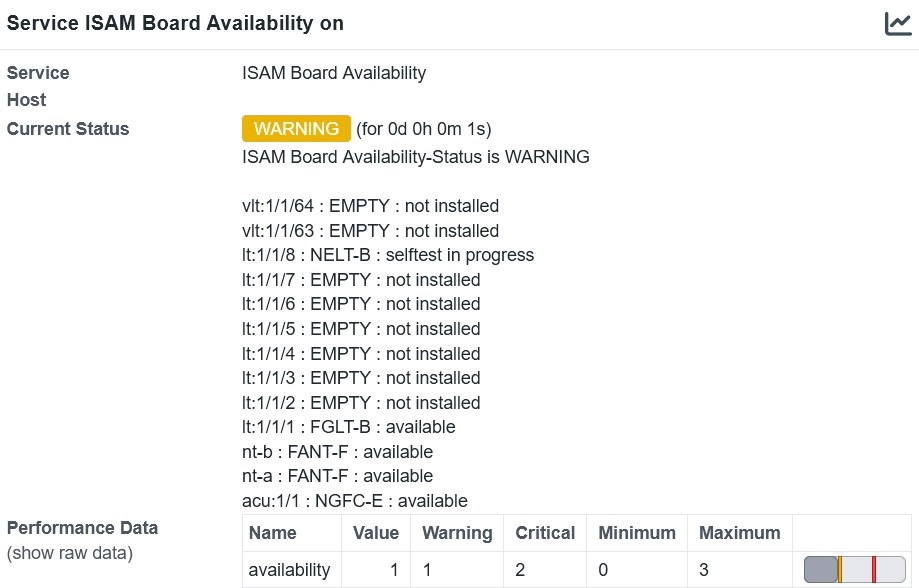 Service ISAM Board Availability on
Service ISAM Board Availability
Host
Current Status WARNING (for 0d 0h 0m 1s)
ISAM Board Availability-Status is WARNING
vlt:1/1/64 : EMPTY : not installed
vlt:1/1/63 : EMPTY : not installed
lt:1/1/8 : NELT-B : selftest in progress
lt:1/1/7 : EMPTY : not installed
lt:1/1/6 : EMPTY : not installed
lt:1/1/5 : EMPTY : not installed
lt:1/1/4 : EMPTY : not installed
lt:1/1/3 : EMPTY : not installed
lt:1/1/2 : EMPTY : not installed
lt:1/1/1 : FGLT-B : available
nt-b : FANT-F : available
nt-a : FANT-F : available
acu:1/1 : NGFC-E : available
Performance Data
(show raw data)
Name Value Warning Critical Minimum Maximum
availability 1 1 2 0 3